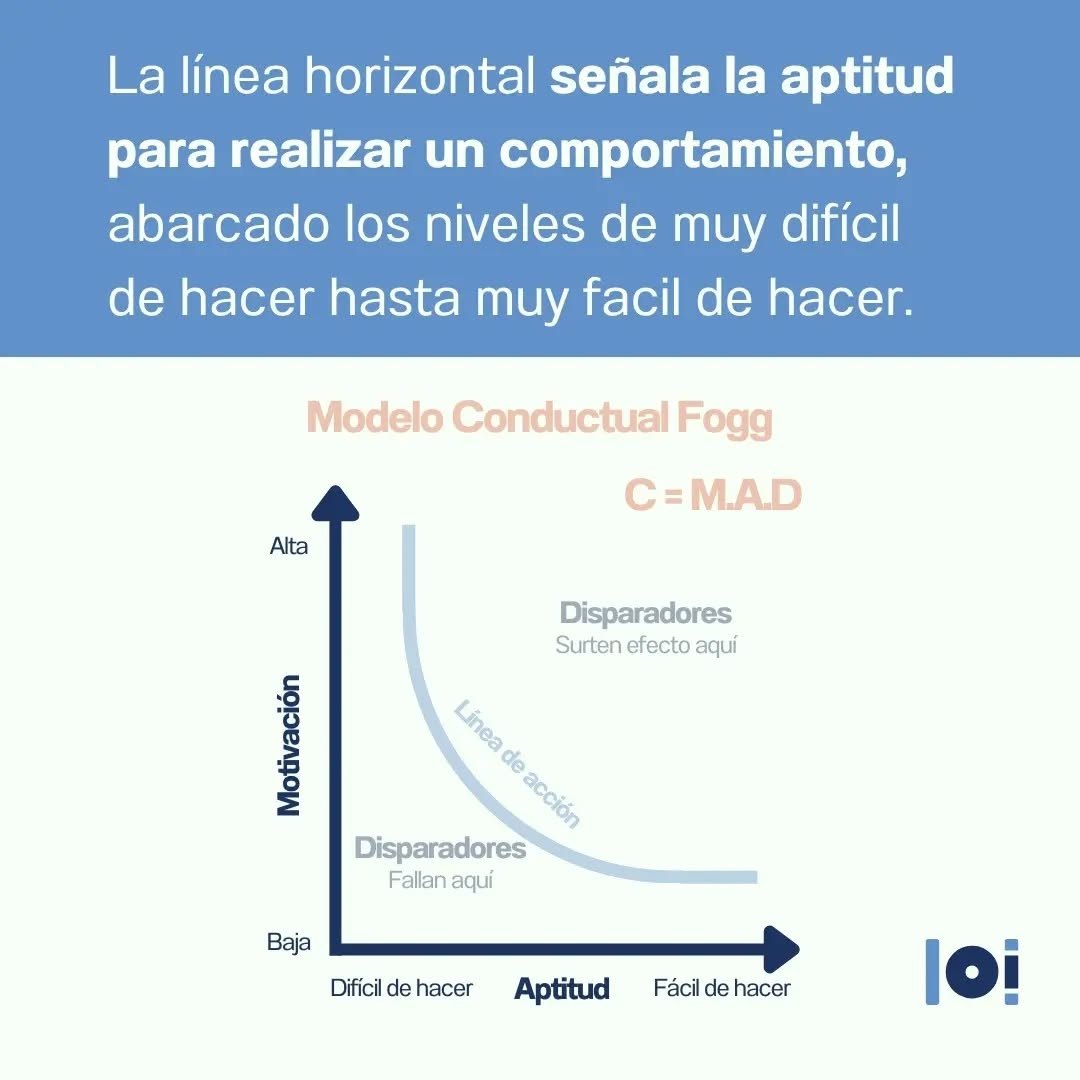 La línea horizontal señala la aptitud
para realizar un comportamiento,
abarcado los niveles de muy difícil
de hacer hasta muy facil de hacer.
Modelo Conductual Fogg
C = M.A.D
Alta
Disparadores
Surten efecto aquí
Motivación
Línea de acción
Disparadores
Fallan aquí
Baja
Difícil de hacer Aptitud Fácil de hacer
loi